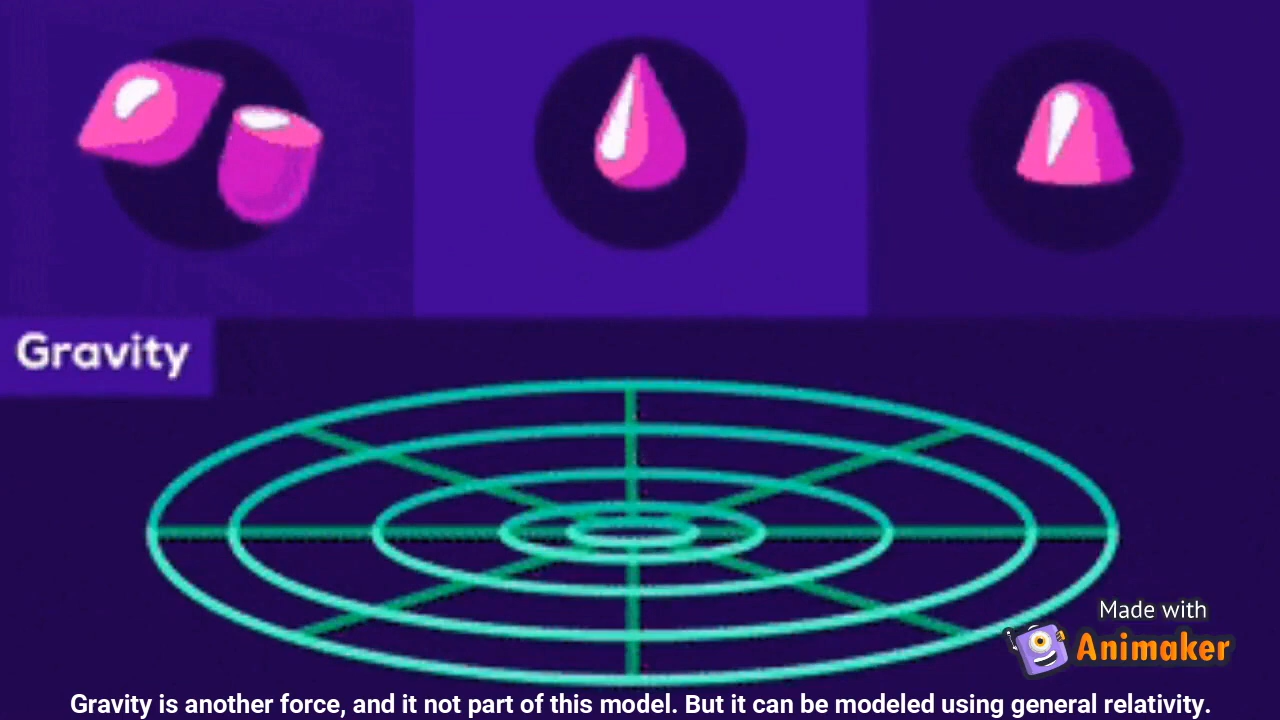 Gravity
Made with
Animaker
Gravity is another force, and it not part of this model. But it can be modeled using general relativity.